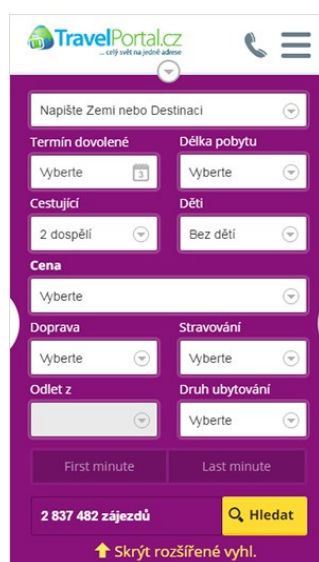 TravelPortal.cz
... celý svět na jedné adrese
Napište Zemi nebo Destinaci
Termín dovolené Délka pobytu
Vyberte 3 Vyberte
Cestující Děti
2 dospělí Bez dětí
Cena
Vyberte
Doprava Stravování
Vyberte Vyberte
Odlet z Druh ubytování
Vyberte
First minute Last minute
2 837 482 zájezdů Hledat
Skrýt rozšířené vyhl.